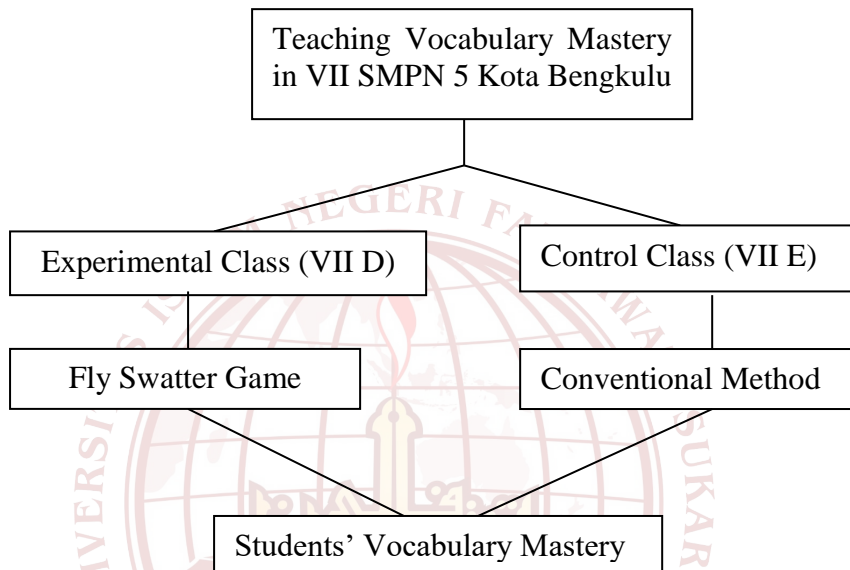 Teaching Vocabulary Mastery
in VII SMPN 5 Kota Bengkulu
Experimental Class (VII D)
Control Class (VII E)
Fly Swatter Game
Conventional Method
Students’ Vocabulary Mastery
NEGERI